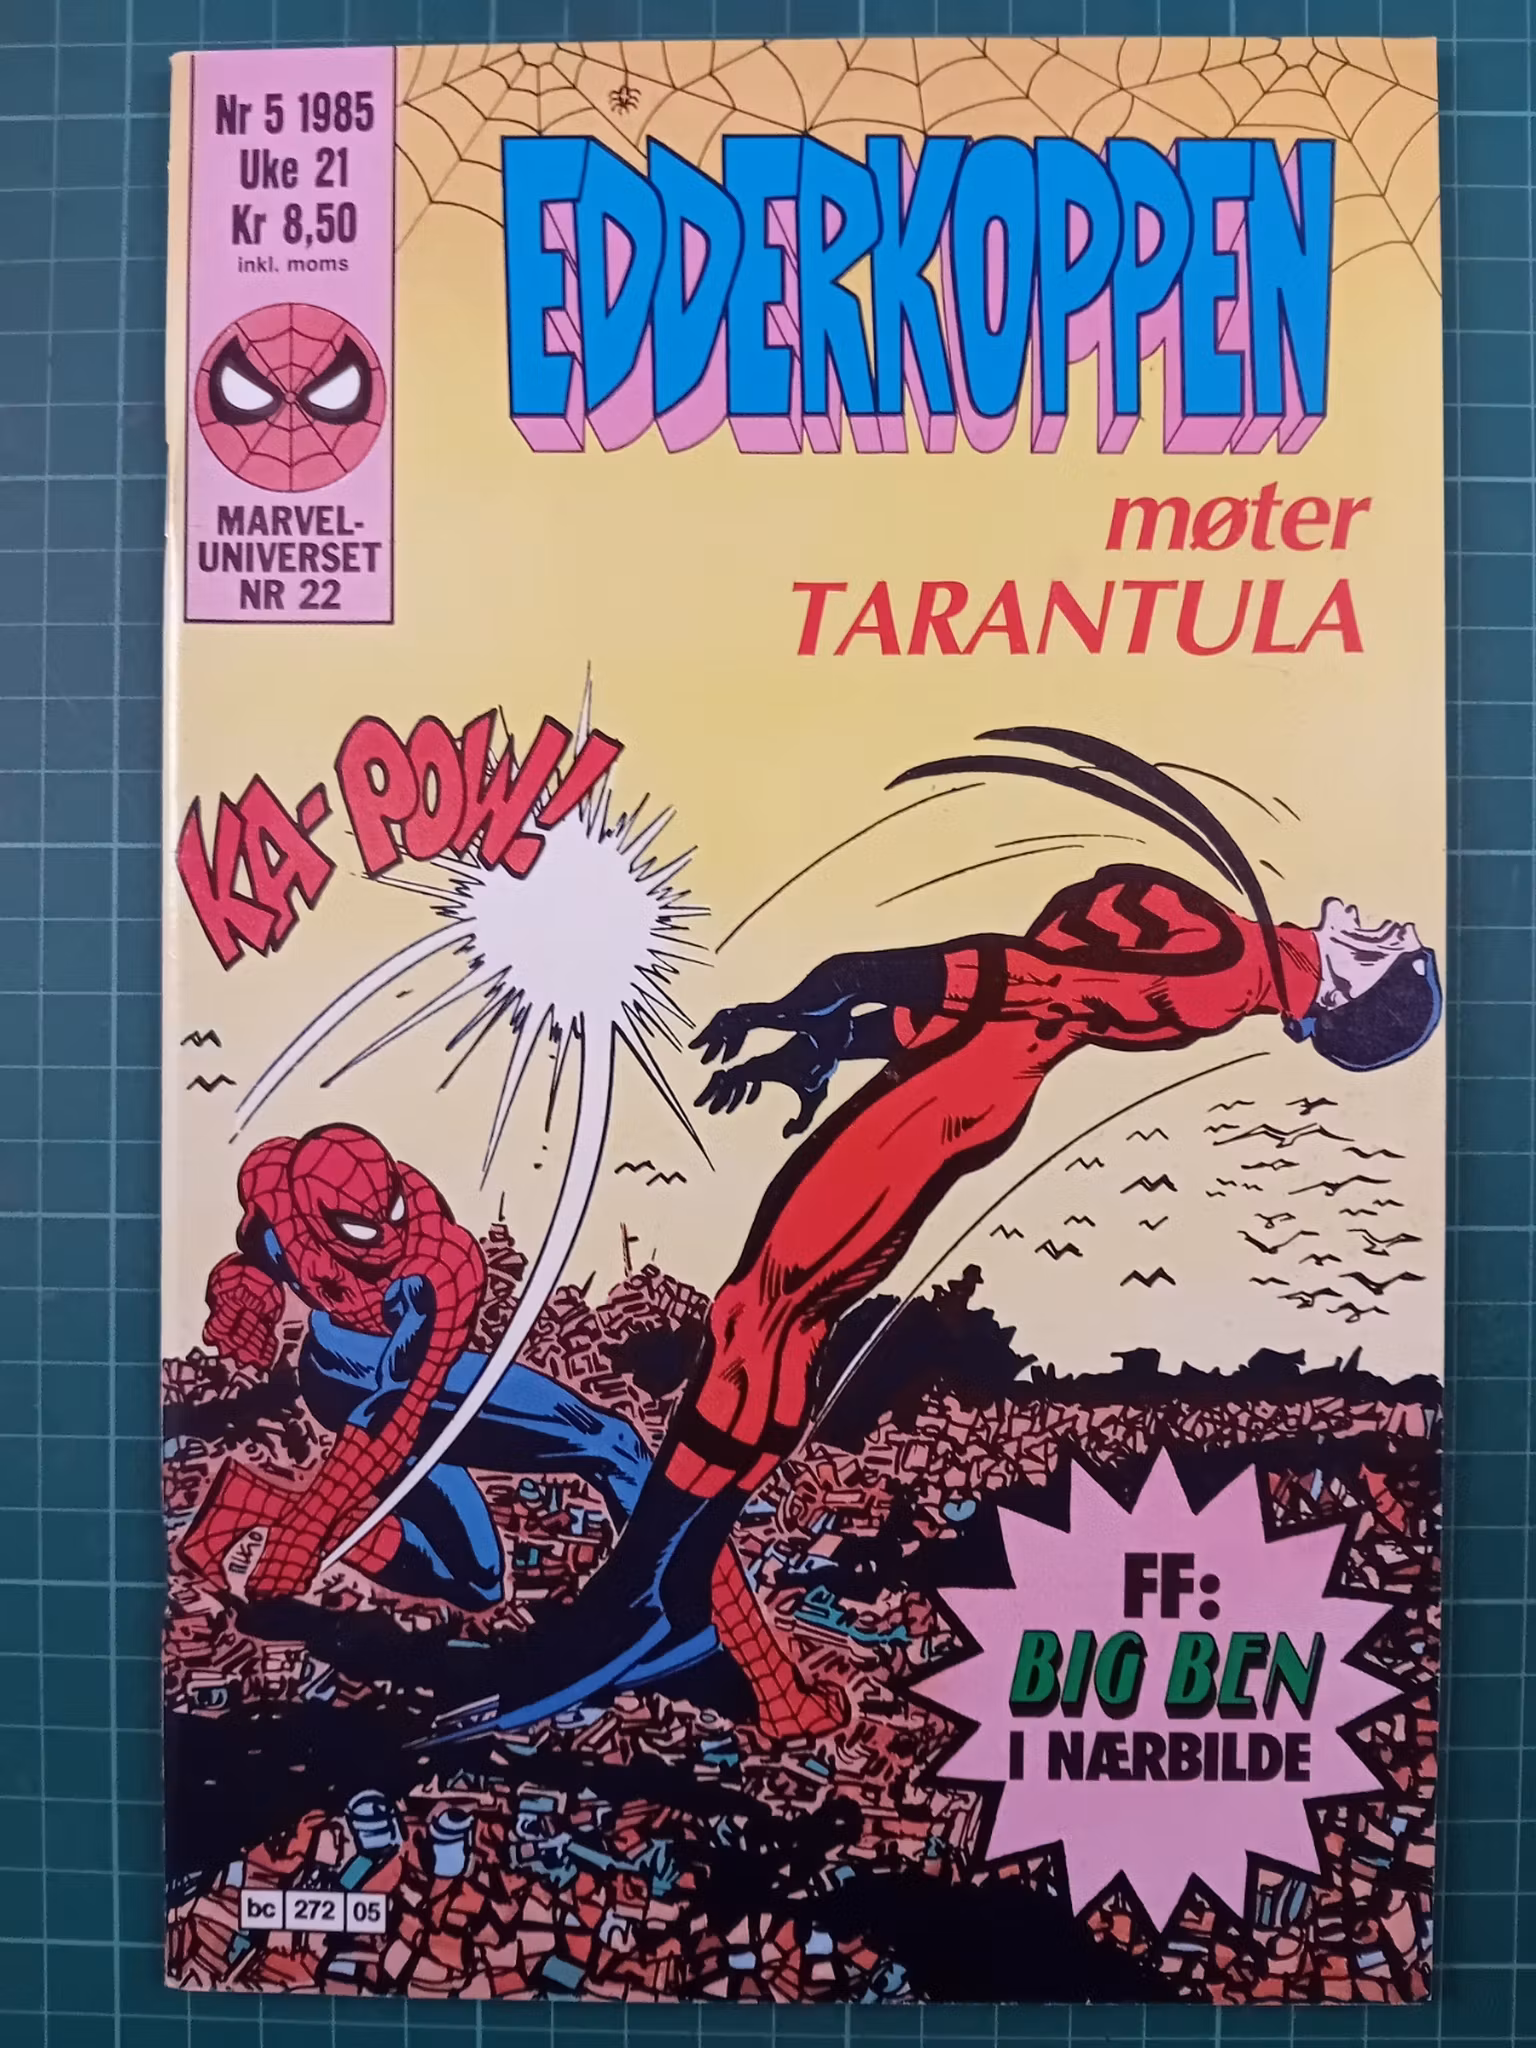 Nr 5 1985
Uke 21
Kr 8,50
inkl. moms
MARVEL-
UNIVERSET
NR 22
EDDERKOPPEN
møter
TARANTULA
KA-POW!
FF:
BIG BEN
I NÆRBILDE
bc 272 05